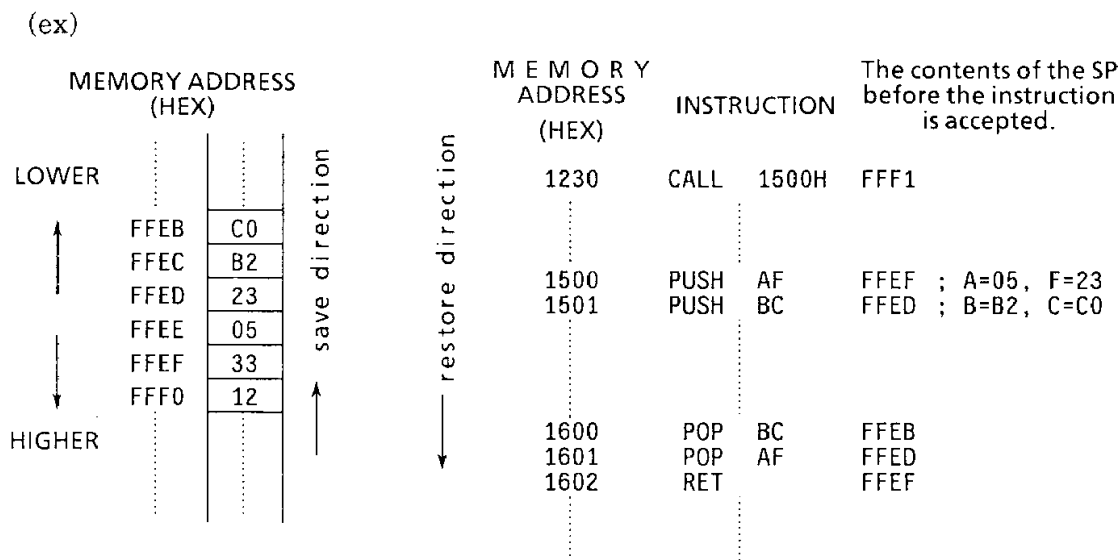 (ex)
MEMORY ADDRESS
(HEX)
LOWER
HIGHER
FFEB C0
FFEC B2
FFED 23
FFEE 05
FFEF 33
FFF0 12
save direction
restore direction
MEMORY
ADDRESS
(HEX)
INSTRUCTION
The contents of the SP
before the instruction
is accepted.
1230 CALL 1500H FFF1
1500 PUSH AF FFEF ; A=05, F=23
1501 PUSH BC FFED ; B=B2, C=C0
1600 POP BC FFEB
1601 POP AF FFED
1602 RET FFEF